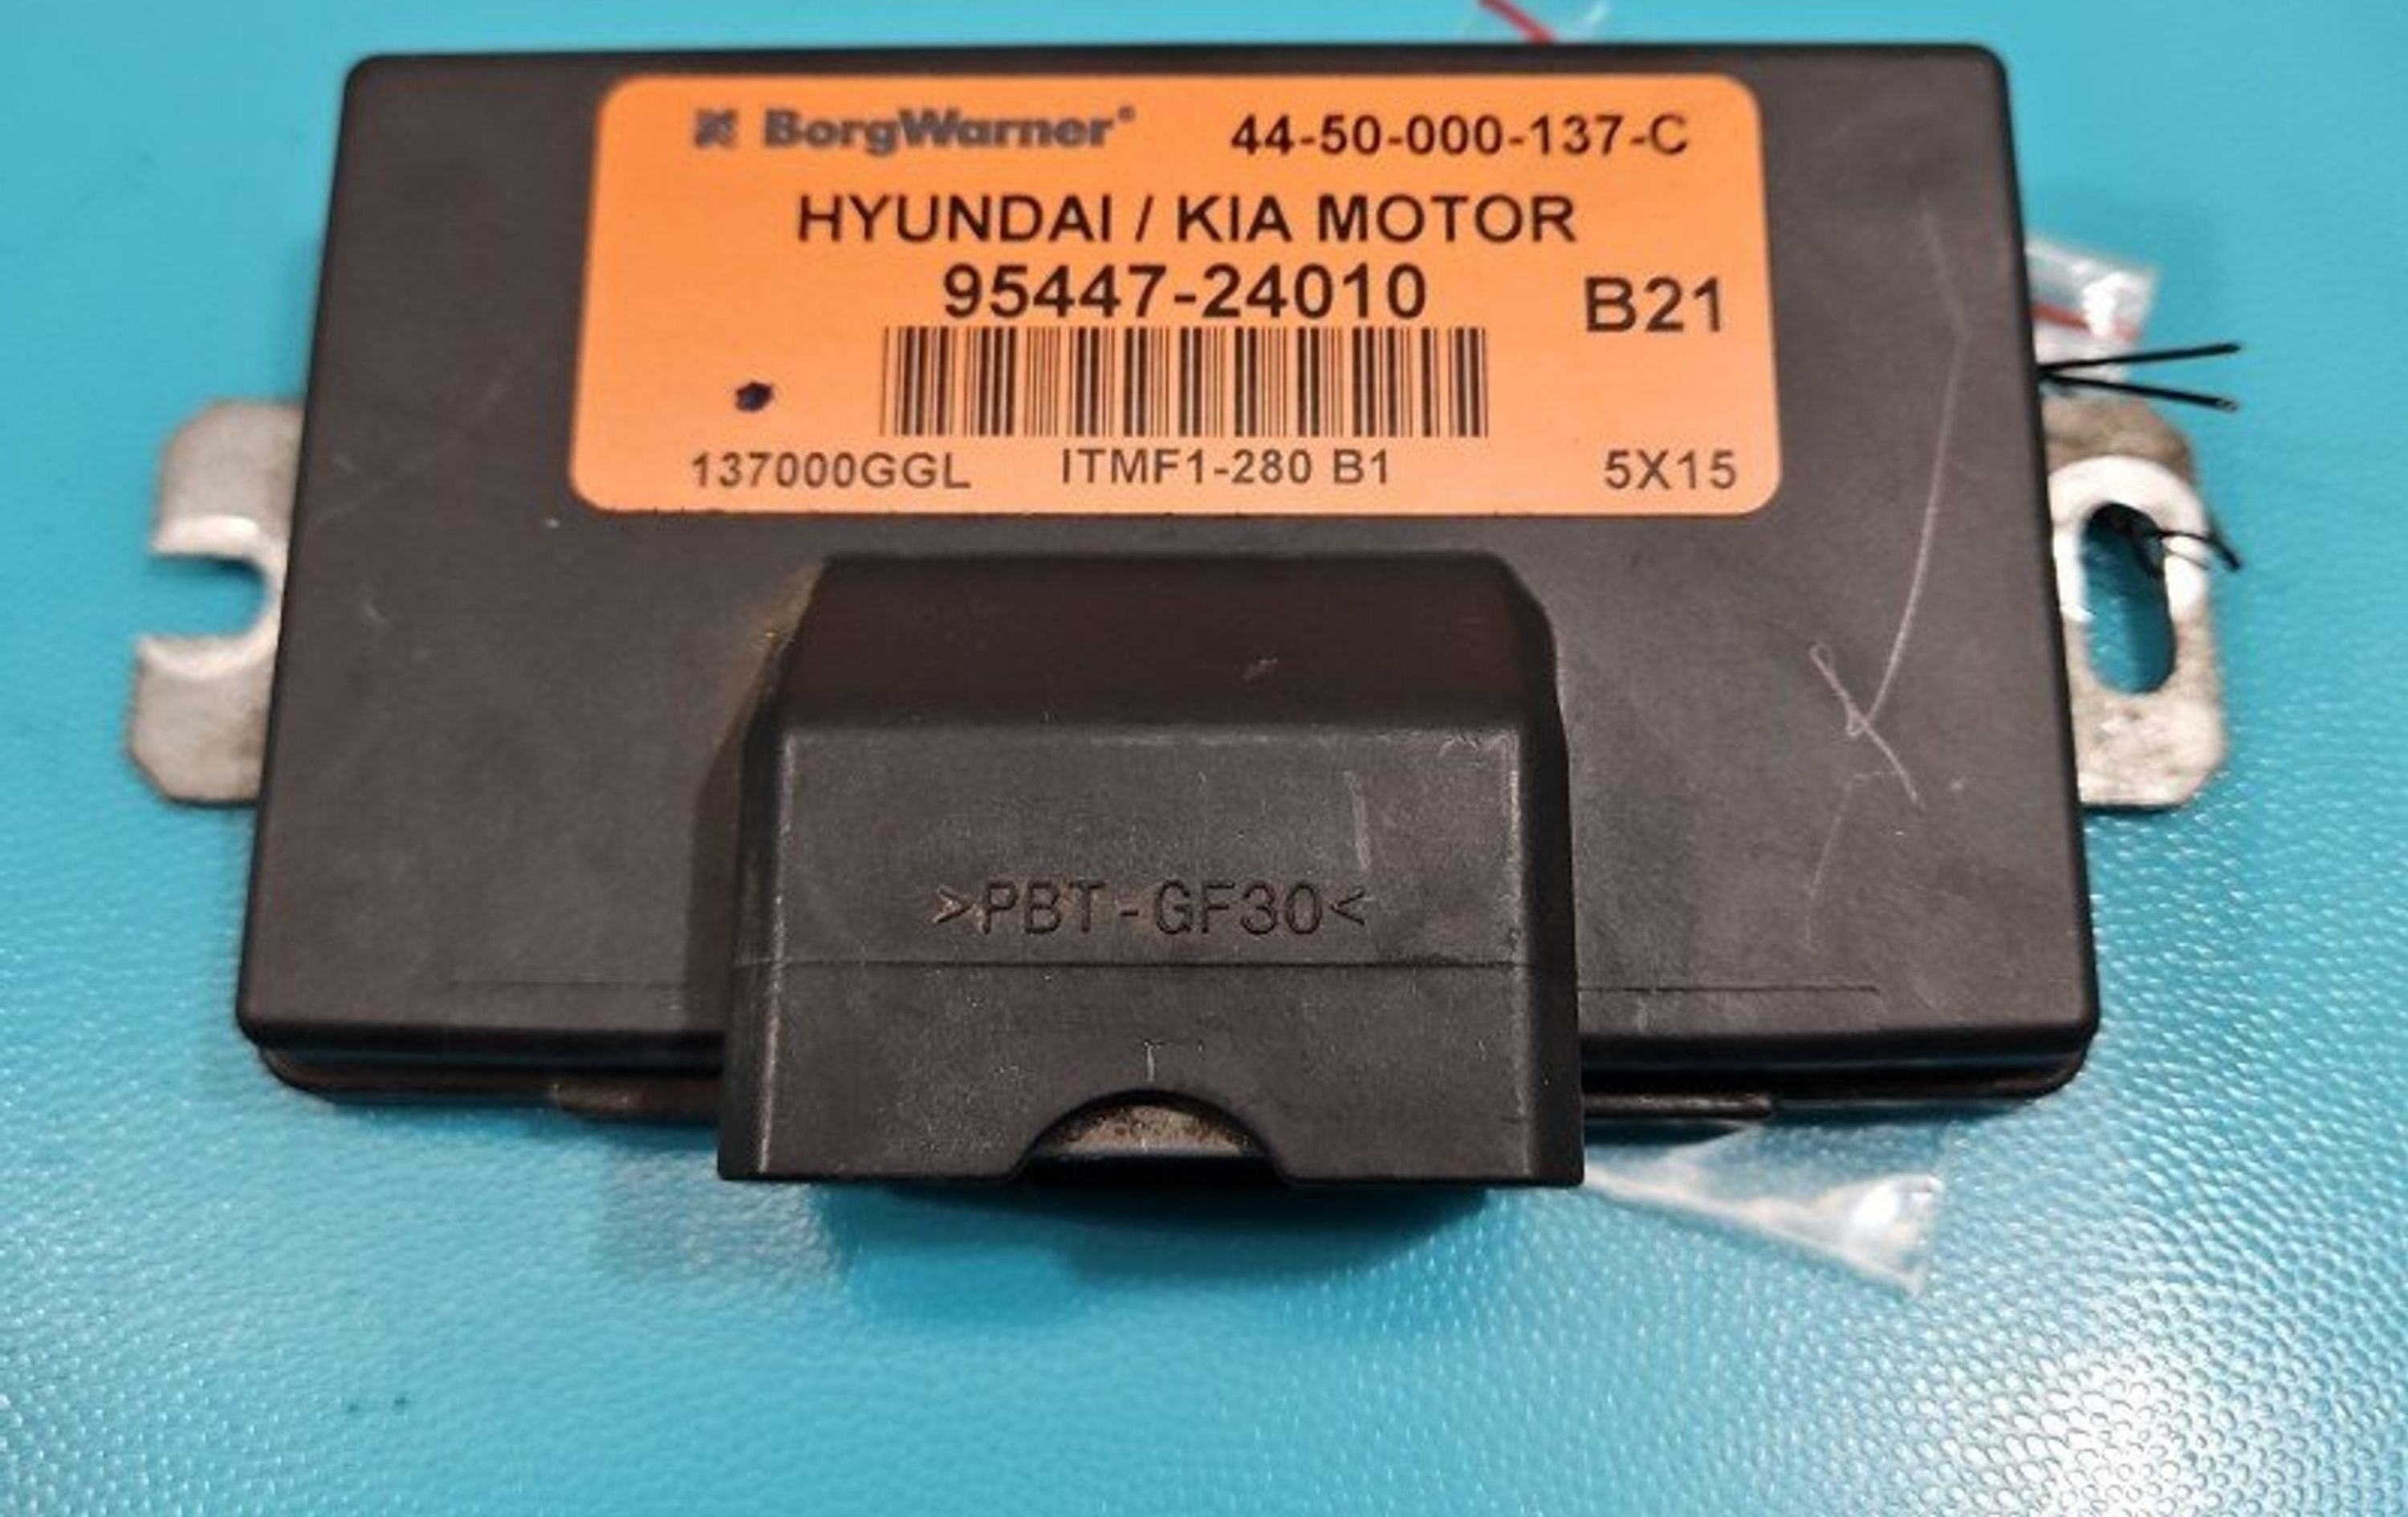 BorgWarner® 44-50-000-137-C
HYUNDAI / KIA MOTOR
95447-24010 B21
137000GGL ITMF1-280 B1 5X15
>PBT-GF30<